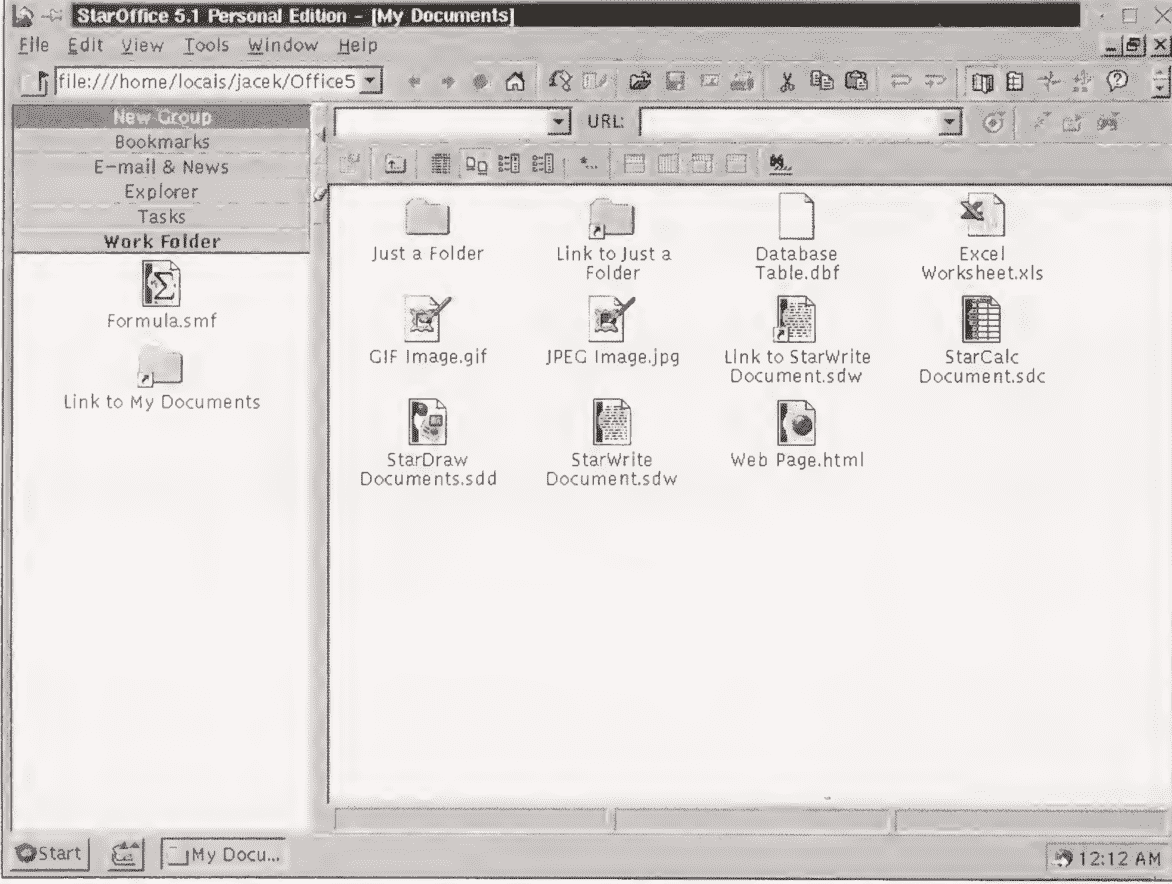 StarOffice 5.1 Personal Edition - [My Documents]
File Edit View Tools Window Help
file:///home/locais/jacek/Office5
New Group
URL:
Bookmarks
E-mail & News
Explorer
Tasks
Work Folder
Formula.smf
Link to My Documents
Just a Folder
Link to Just a
Folder
Database
Table.dbf
Excel
Worksheet.xls
GIF Image.gif
JPEG Image.jpg
Link to StarWrite
Document.sdw
StarCalc
Document.sdc
StarDraw
Documents.sdd
StarWrite
Document.sdw
Web Page.html
Start
My Docu...
12:12 AM